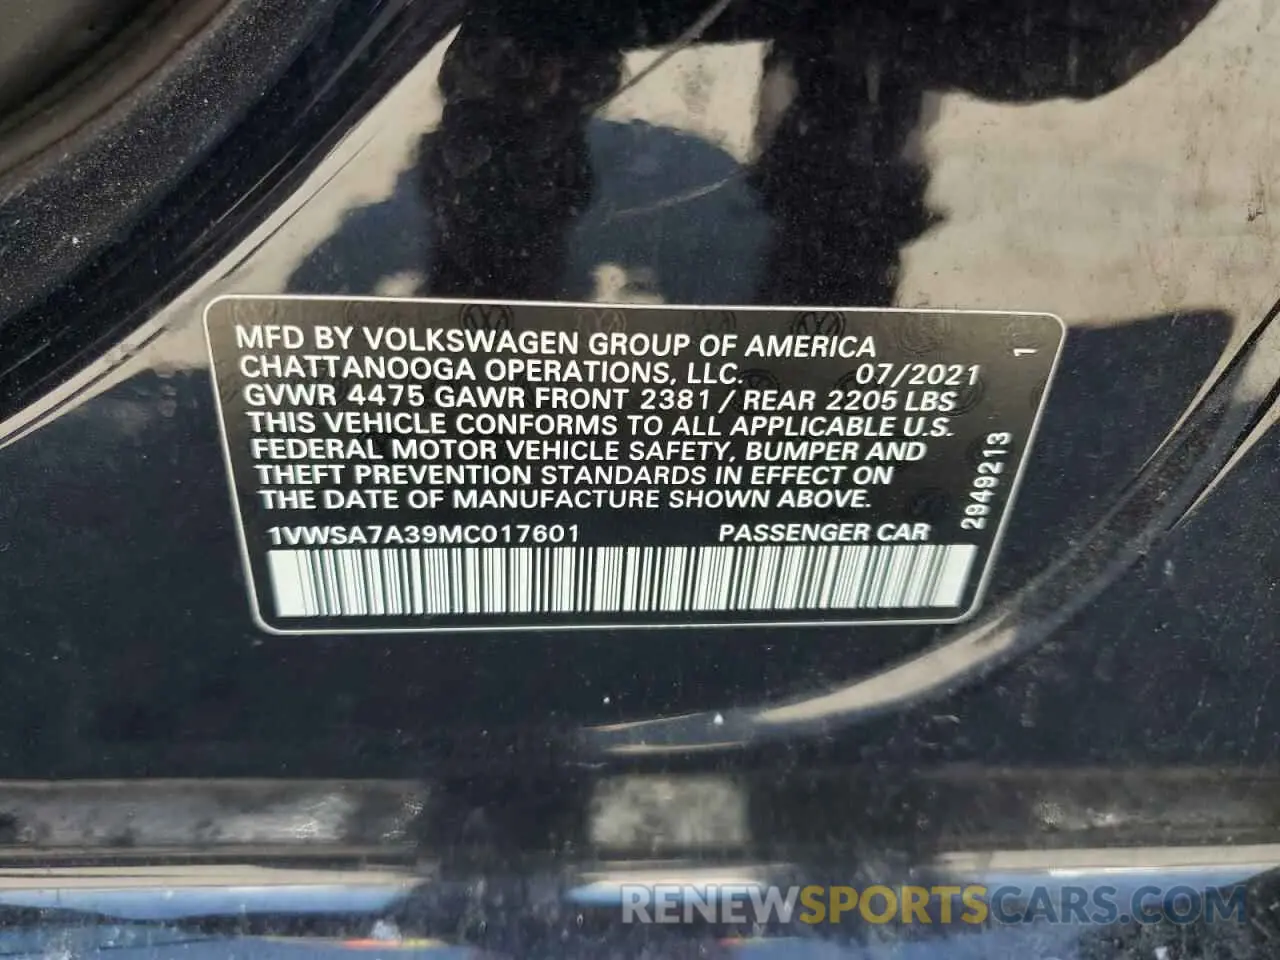 MFD BY VOLKSWAGEN GROUP OF AMERICA
CHATTANOOGA OPERATIONS, LLC. 07/2021
GVWR 4475 GAWR FRONT 2381 / REAR 2205 LBS
THIS VEHICLE CONFORMS TO ALL APPLICABLE U.S.
FEDERAL MOTOR VEHICLE SAFETY, BUMPER AND
THEFT PREVENTION STANDARDS IN EFFECT ON
THE DATE OF MANUFACTURE SHOWN ABOVE.
1VWSA7A39MC017601 PASSENGER CAR
1
2949213
RENEWSPORTSCARS.COM